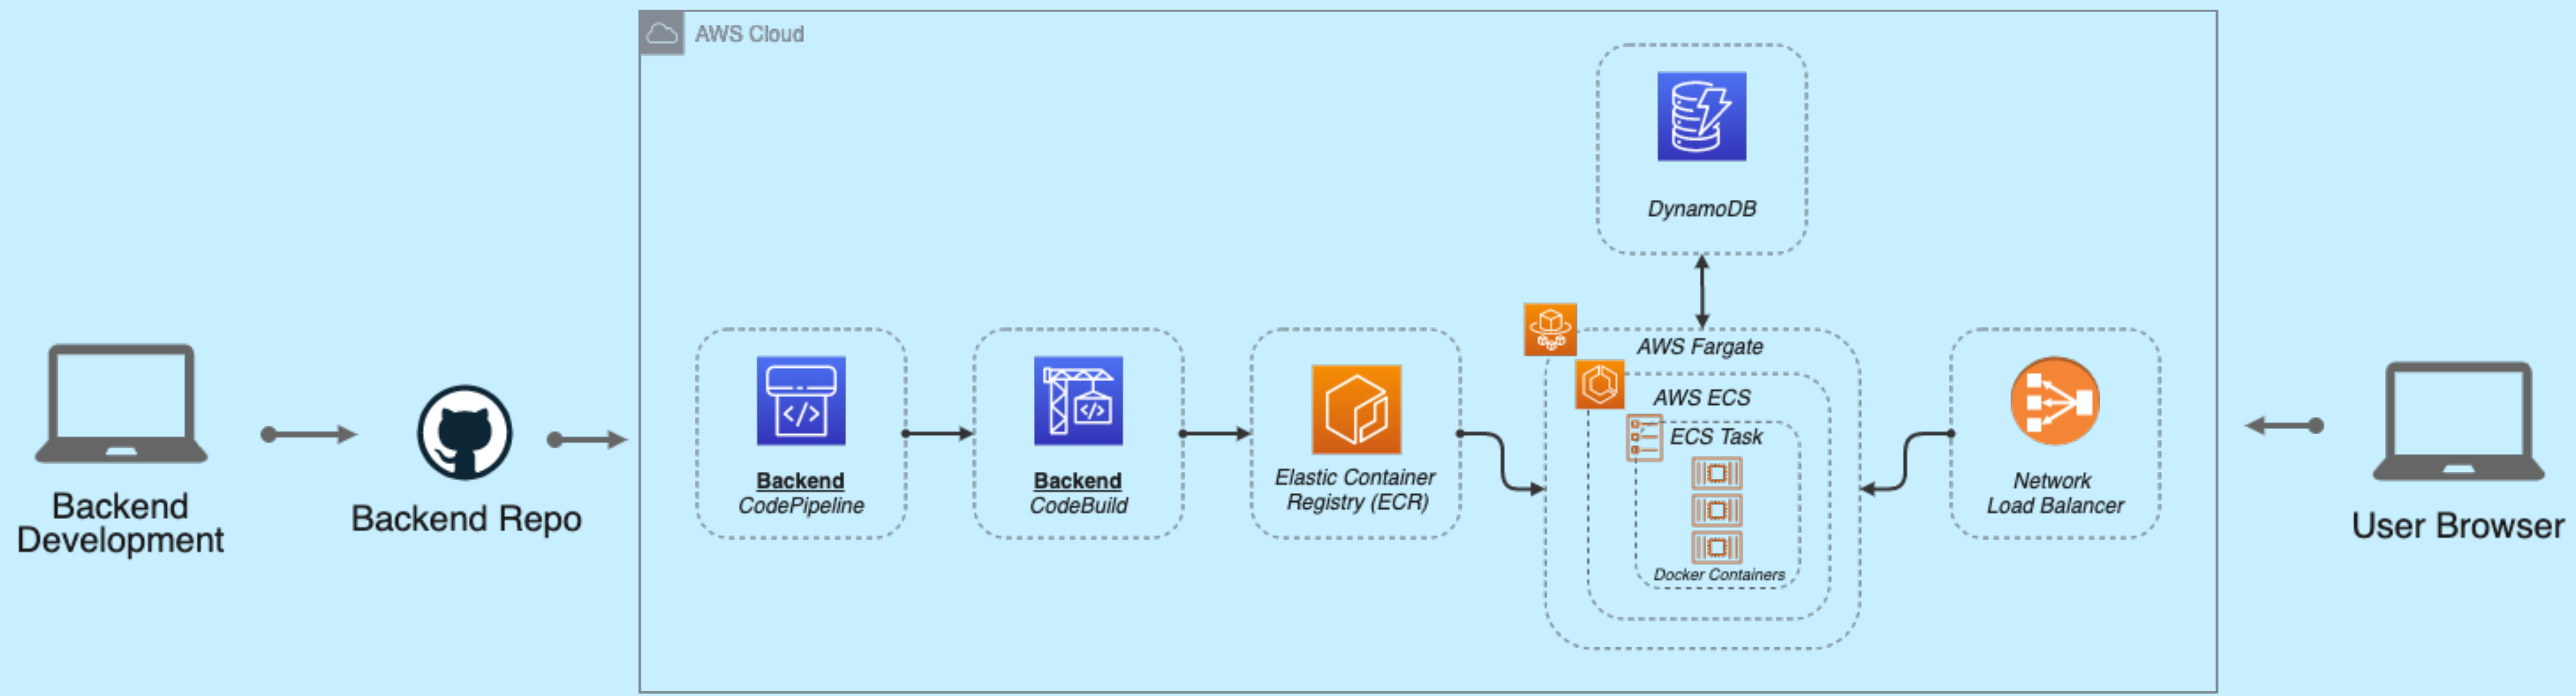 AWS Cloud
DynamoDB
AWS Fargate
AWS ECS
ECS Task
Docker Containers
Backend
Development
Backend Repo
Backend
CodePipeline
Backend
CodeBuild
Elastic Container
Registry (ECR)
Network
Load Balancer
User Browser